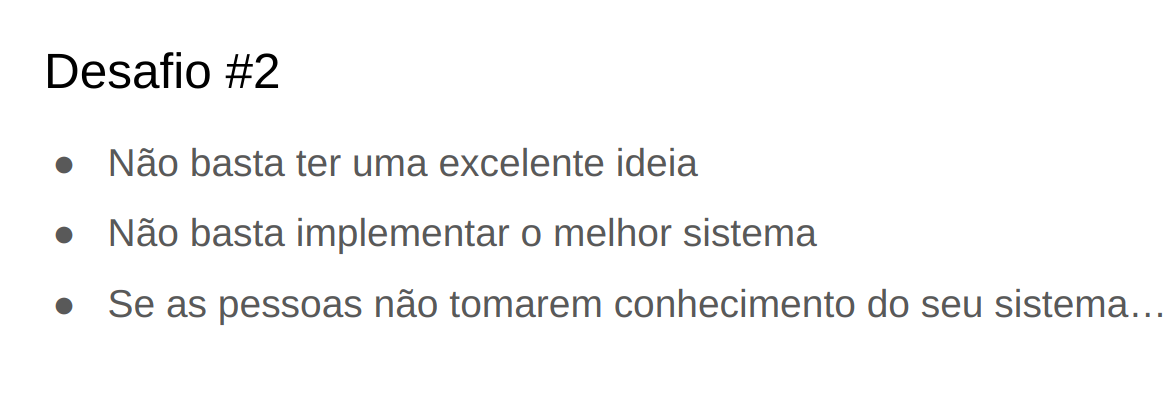 Desafio #2
● Não basta ter uma excelente ideia
● Não basta implementar o melhor sistema
● Se as pessoas não tomarem conhecimento do seu sistema…